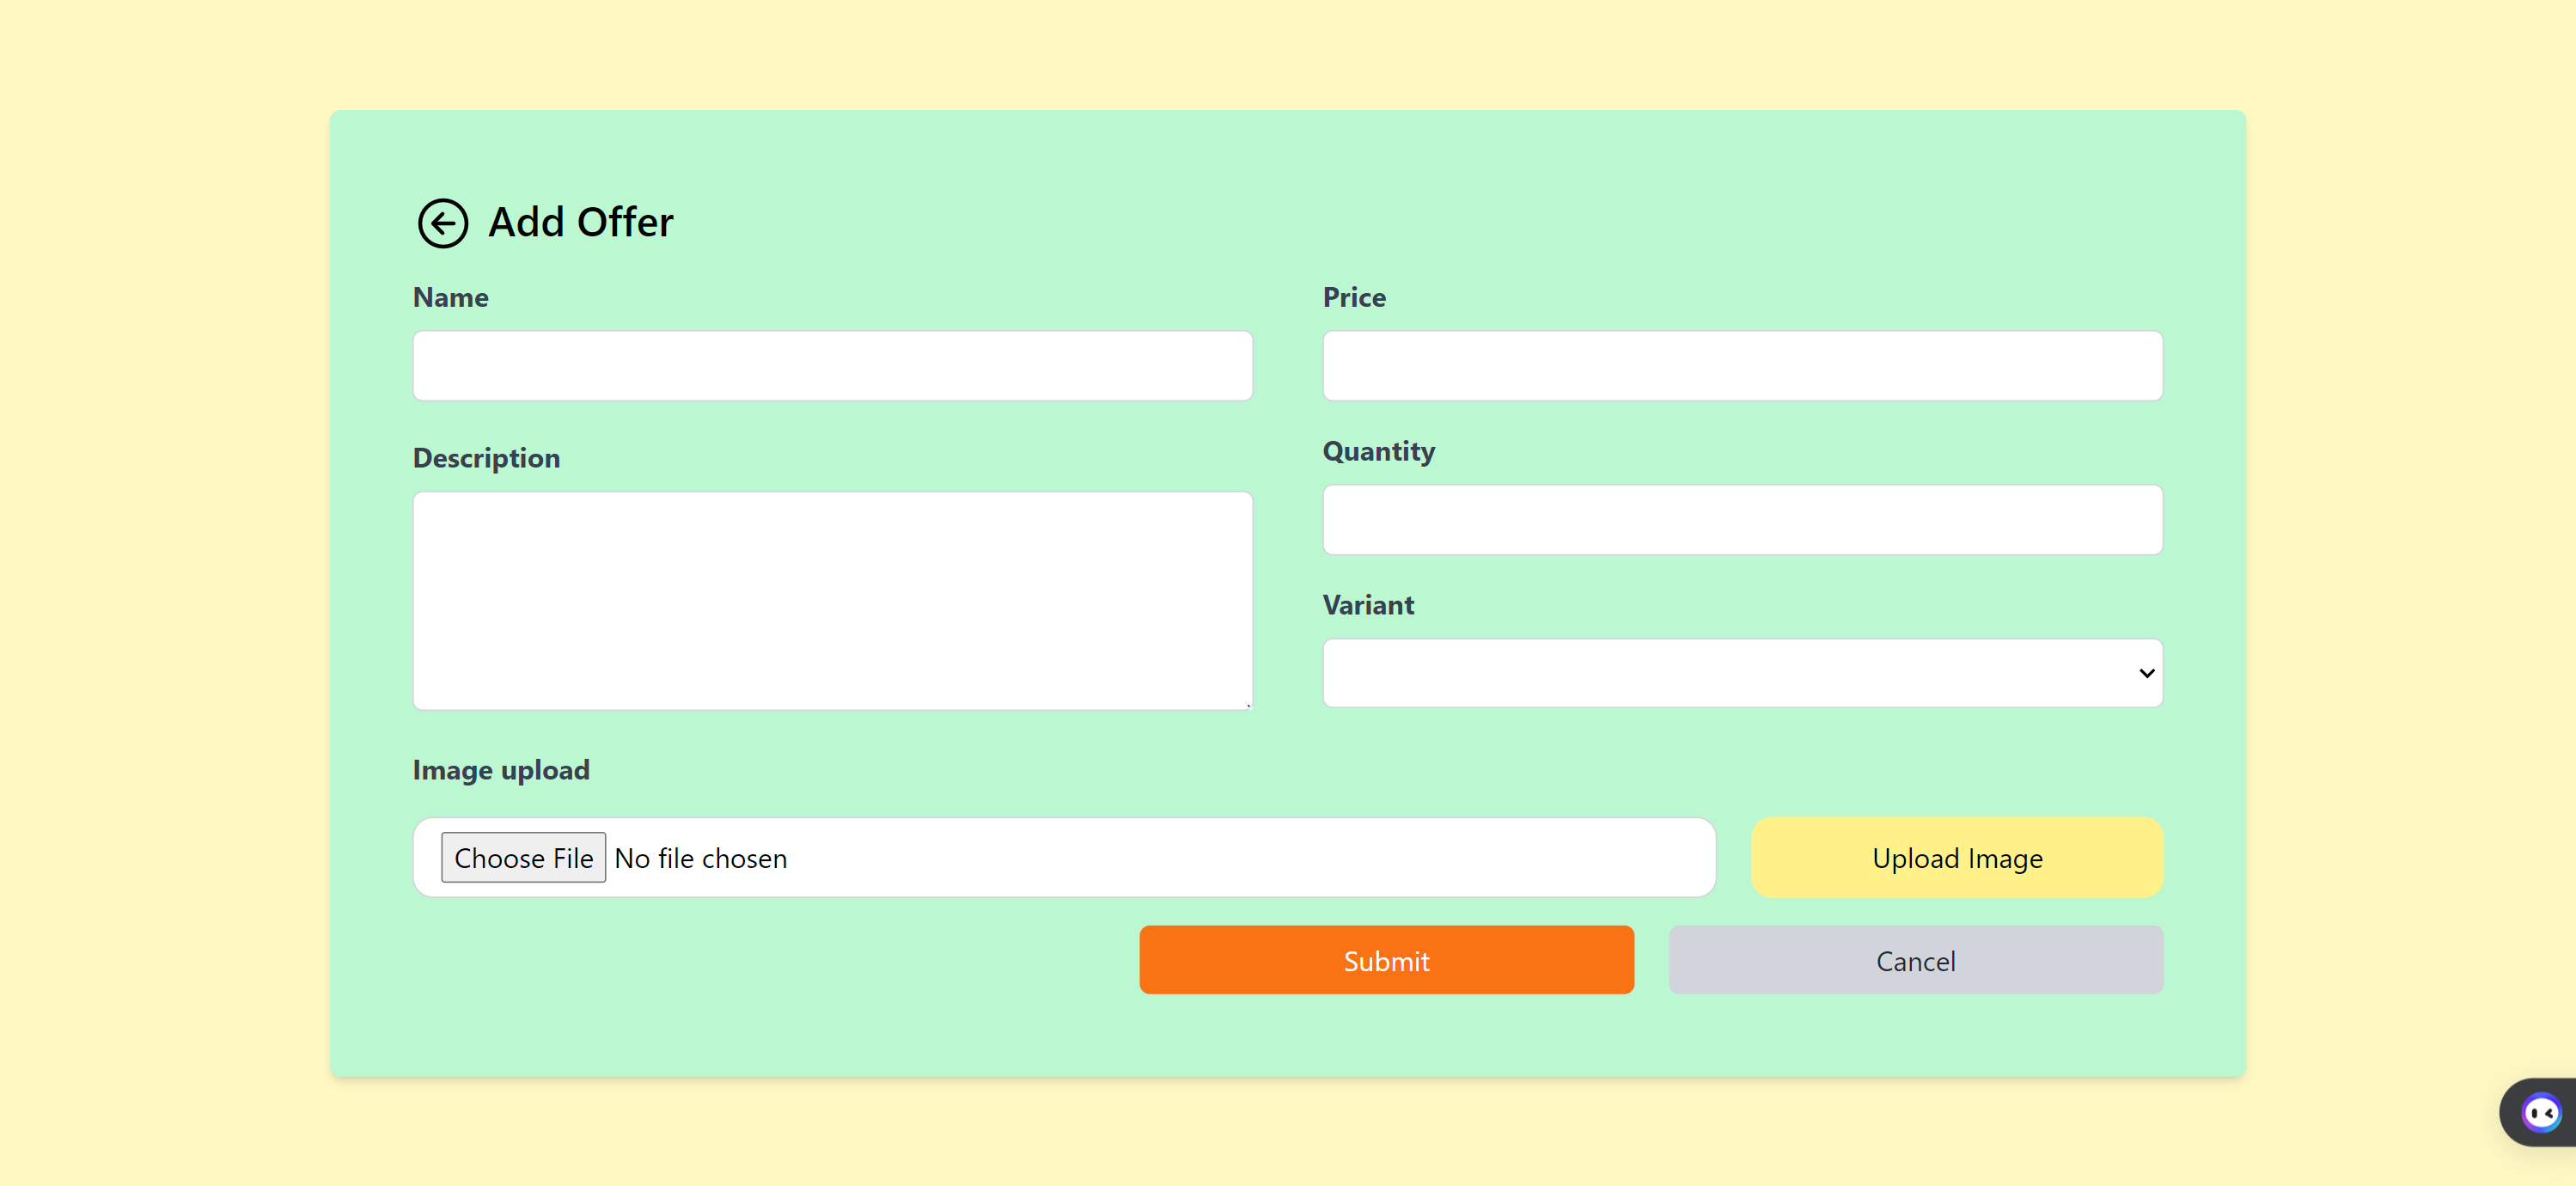 Add Offer
Name
Price
Description
Quantity
Variant
Image upload
Choose File No file chosen
Upload Image
Submit
Cancel